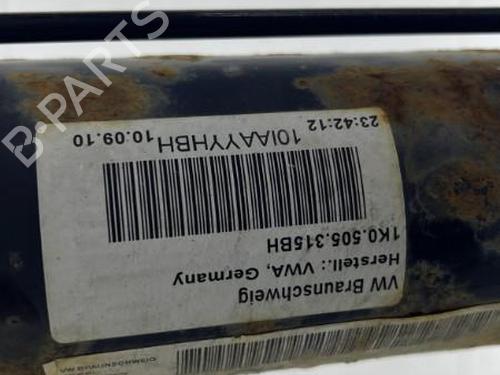 VW Braunschweig
Herstell.: VWA, Germany
1K0.505.315BH
10IAAYYHBH
10.09.10
23:42:12
B-PARTS